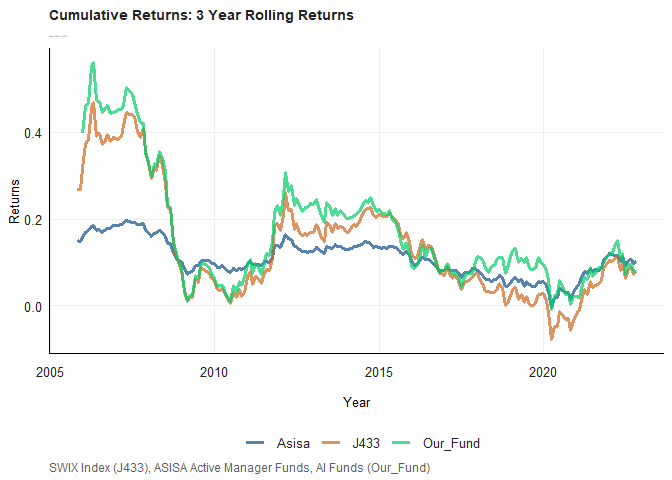 Cumulative Returns: 3 Year Rolling Returns
0.4
0.2
0.0
Returns
2005 2010 2015 2020
Year
Asisa J433 Our_Fund
SWIX Index (J433), ASISA Active Manager Funds, AI Funds (Our_Fund)